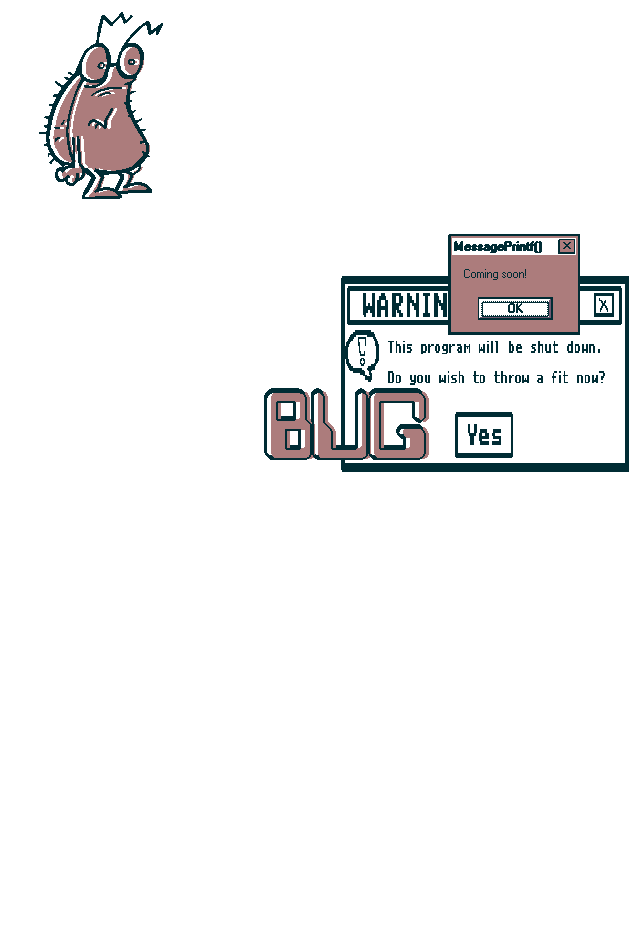 MessagePrintf()
Coming soon!
OK
WARNIN
X
This program will be shut down.
Do you wish to throw a fit now?
BUG
Yes